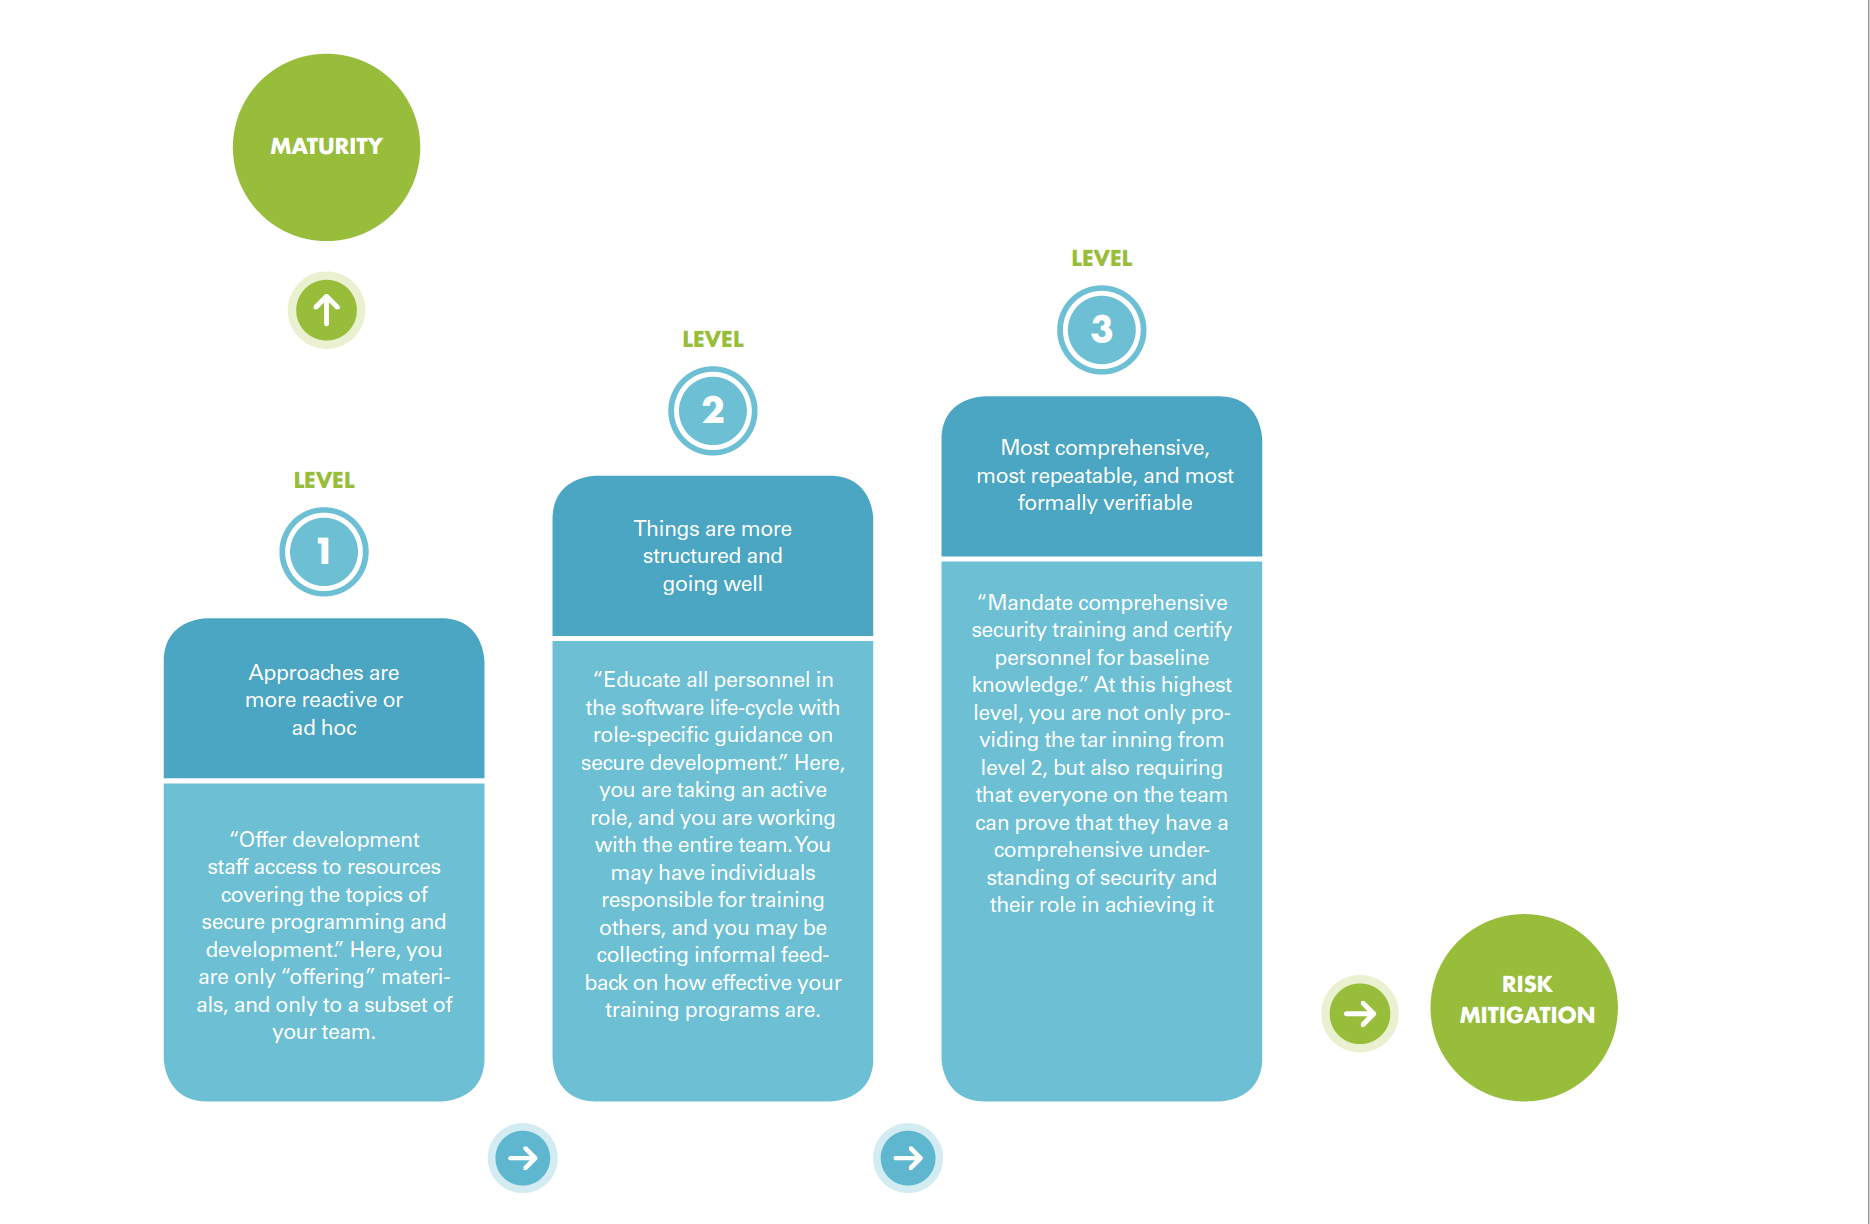 MATURITY
LEVEL
1
Approaches are
more reactive or
ad hoc
“Offer development
staff access to resources
covering the topics of
secure programming and
development.” Here, you
are only “offering” materi-
als, and only to a subset of
your team.
LEVEL
2
Things are more
structured and
going well
“Educate all personnel in
the software life-cycle with
role-specific guidance on
secure development.” Here,
you are taking an active
role, and you are working
with the entire team. You
may have individuals
responsible for training
others, and you may be
collecting informal feed-
back on how effective your
training programs are.
LEVEL
3
Most comprehensive,
most repeatable, and most
formally verifiable
“Mandate comprehensive
security training and certify
personnel for baseline
knowledge.” At this highest
level, you are not only pro-
viding the tar inning from
level 2, but also requiring
that everyone on the team
can prove that they have a
comprehensive under-
standing of security and
their role in achieving it
RISK
MITIGATION